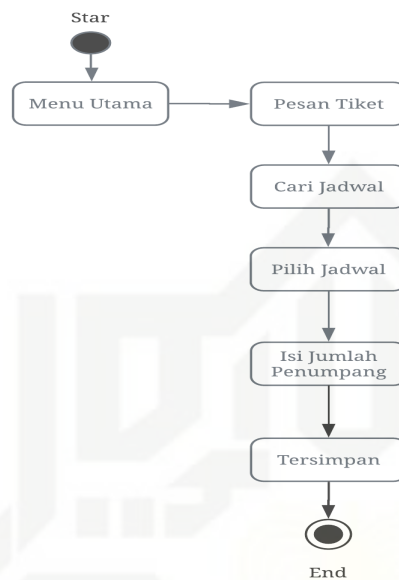 Star
Menu Utama
Pesan Tiket
Cari Jadwal
Pilih Jadwal
Isi Jumlah
Penumpang
Tersimpan
End